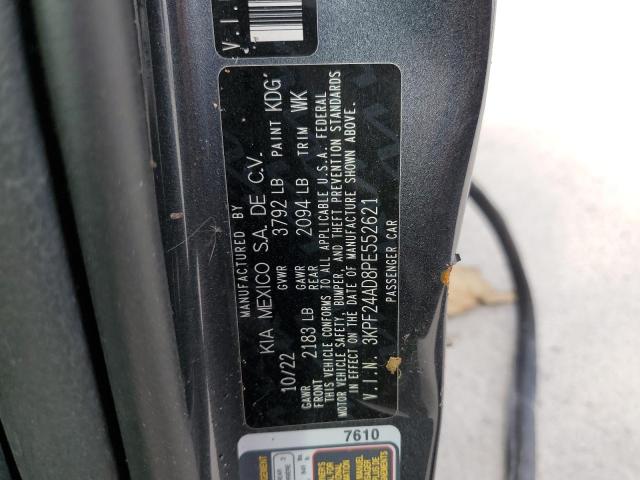 V.I.
MANUFACTURED BY
KIA MEXICO S.A. DE C.V.
10/22 GVWR 3792 LB PAINT KDG
GAWR FRONT 2183 LB GAWR REAR 2094 LB TRIM WK
THIS VEHICLE CONFORMS TO ALL APPLICABLE U.S.A. FEDERAL
MOTOR VEHICLE SAFETY, BUMPER, AND THEFT PREVENTION STANDARDS
IN EFFECT ON THE DATE OF MANUFACTURE SHOWN ABOVE.
V.I.N. 3KPF24AD8PE552621
PASSENGER CAR
7610